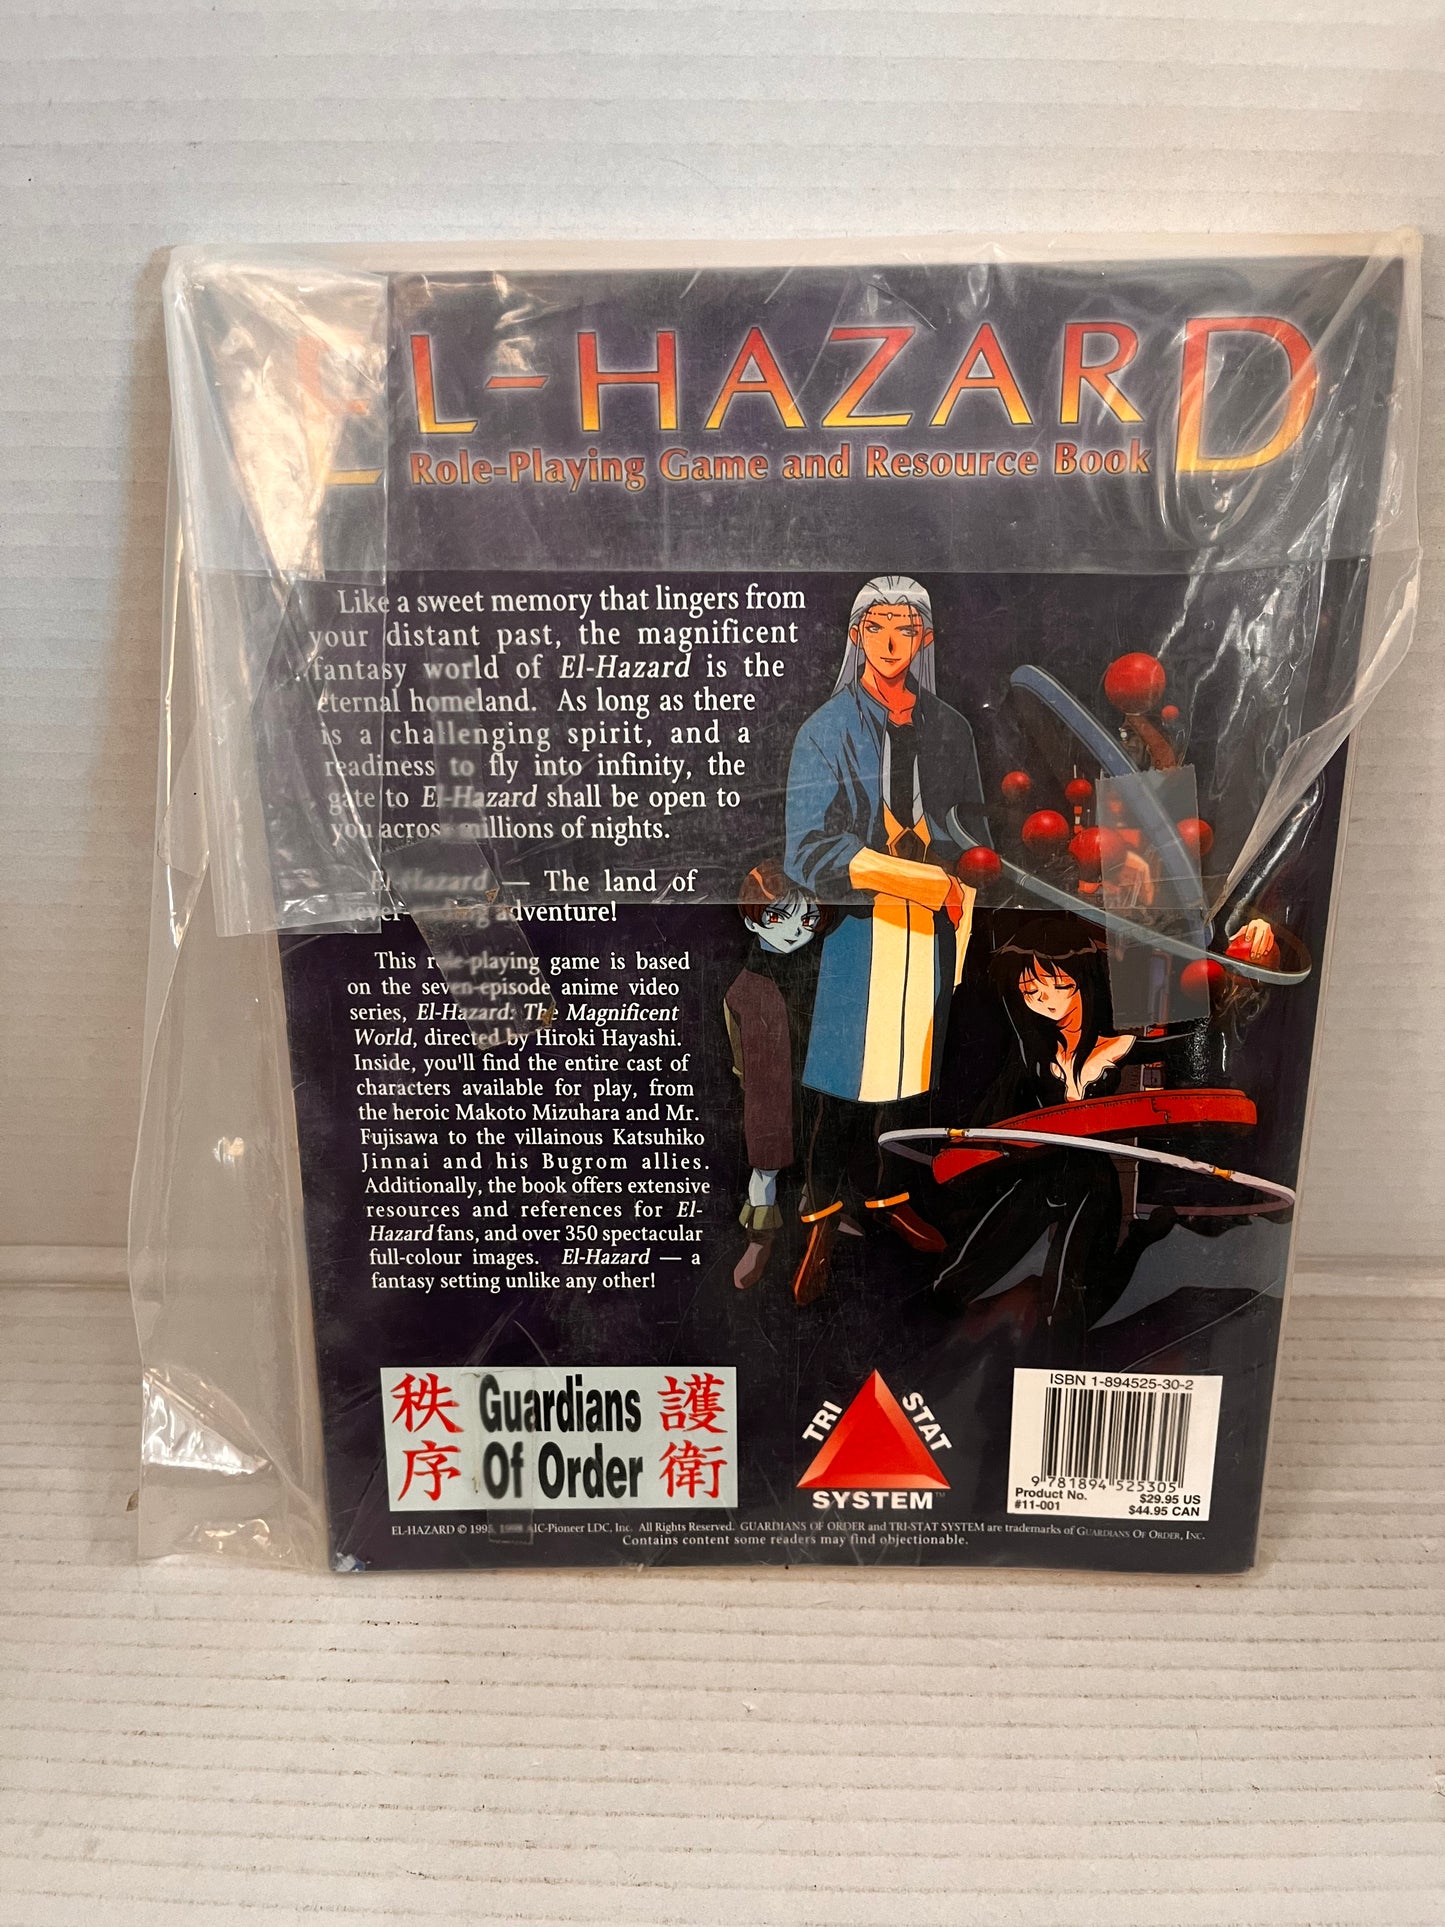 EL-HAZARD
Role-Playing Game and Resource Book
Like a sweet memory that lingers from
your distant past, the magnificent
fantasy world of El-Hazard is the
eternal homeland. As long as there
is a challenging spirit, and a
readiness to fly into infinity, the
gate to El-Hazard shall be open to
you across millions of nights.
El-Hazard — The land of
never-ending adventure!
This role-playing game is based
on the seven-episode anime video
series, El-Hazard: The Magnificent
World, directed by Hiroki Hayashi.
Inside, you'll find the entire cast of
characters available for play, from
the heroic Makoto Mizuhara and Mr.
Fujisawa to the villainous Katsuhiko
Jinnai and his Bugrom allies.
Additionally, the book offers extensive
resources and references for El-
Hazard fans, and over 350 spectacular
full-colour images. El-Hazard — a
fantasy setting unlike any other!
秩 Guardians 護
序 Of Order 衛
TRI STAT
SYSTEM™
ISBN 1-894525-30-2
9 781894 525305
Product No. $29.95 US
#11-001 $44.95 CAN
EL-HAZARD © 1995, 1998 AIC-Pioneer LDC, Inc. All Rights Reserved. GUARDIANS OF ORDER and TRI-STAT SYSTEM are trademarks of GUARDIANS OF ORDER, INC.
Contains content some readers may find objectionable.